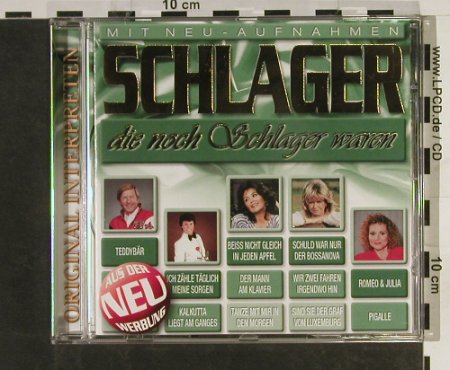 10 cm
MIT NEU-AUFNAHMEN
SCHLAGER
die noch Schlager waren
ORIGINAL INTERPRETEN
TEDDYBÄR
ICH ZÄHLE TÄGLICH
MEINE SORGEN
BEISS NICHT GLEICH
IN JEDEN APFEL
SCHULD WAR NUR
DER BOSSANOVA
ROMEO & JULIA
DER MANN
AM KLAVIER
WIR ZWEI FAHREN
IRGENDWO HIN
KALKUTTA
LIEGT AM GANGES
TANZE MIT MIR IN
DEN MORGEN
SIND SIE DER GRAF
VOM LUXEMBURG
PIGALLE
AUS DER
NEU
WERBUNG
www.LPCD.de / CD
10 cm